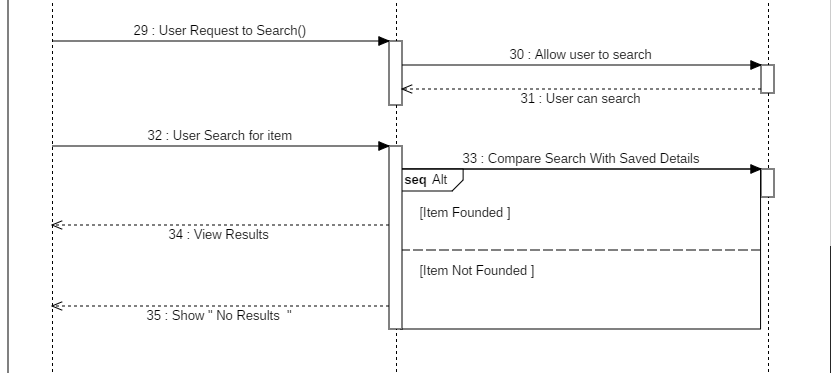 29 : User Request to Search()
30 : Allow user to search
31 : User can search
32 : User Search for item
33 : Compare Search With Saved Details
seq Alt
[Item Founded ]
34 : View Results
[Item Not Founded ]
35 : Show " No Results  "